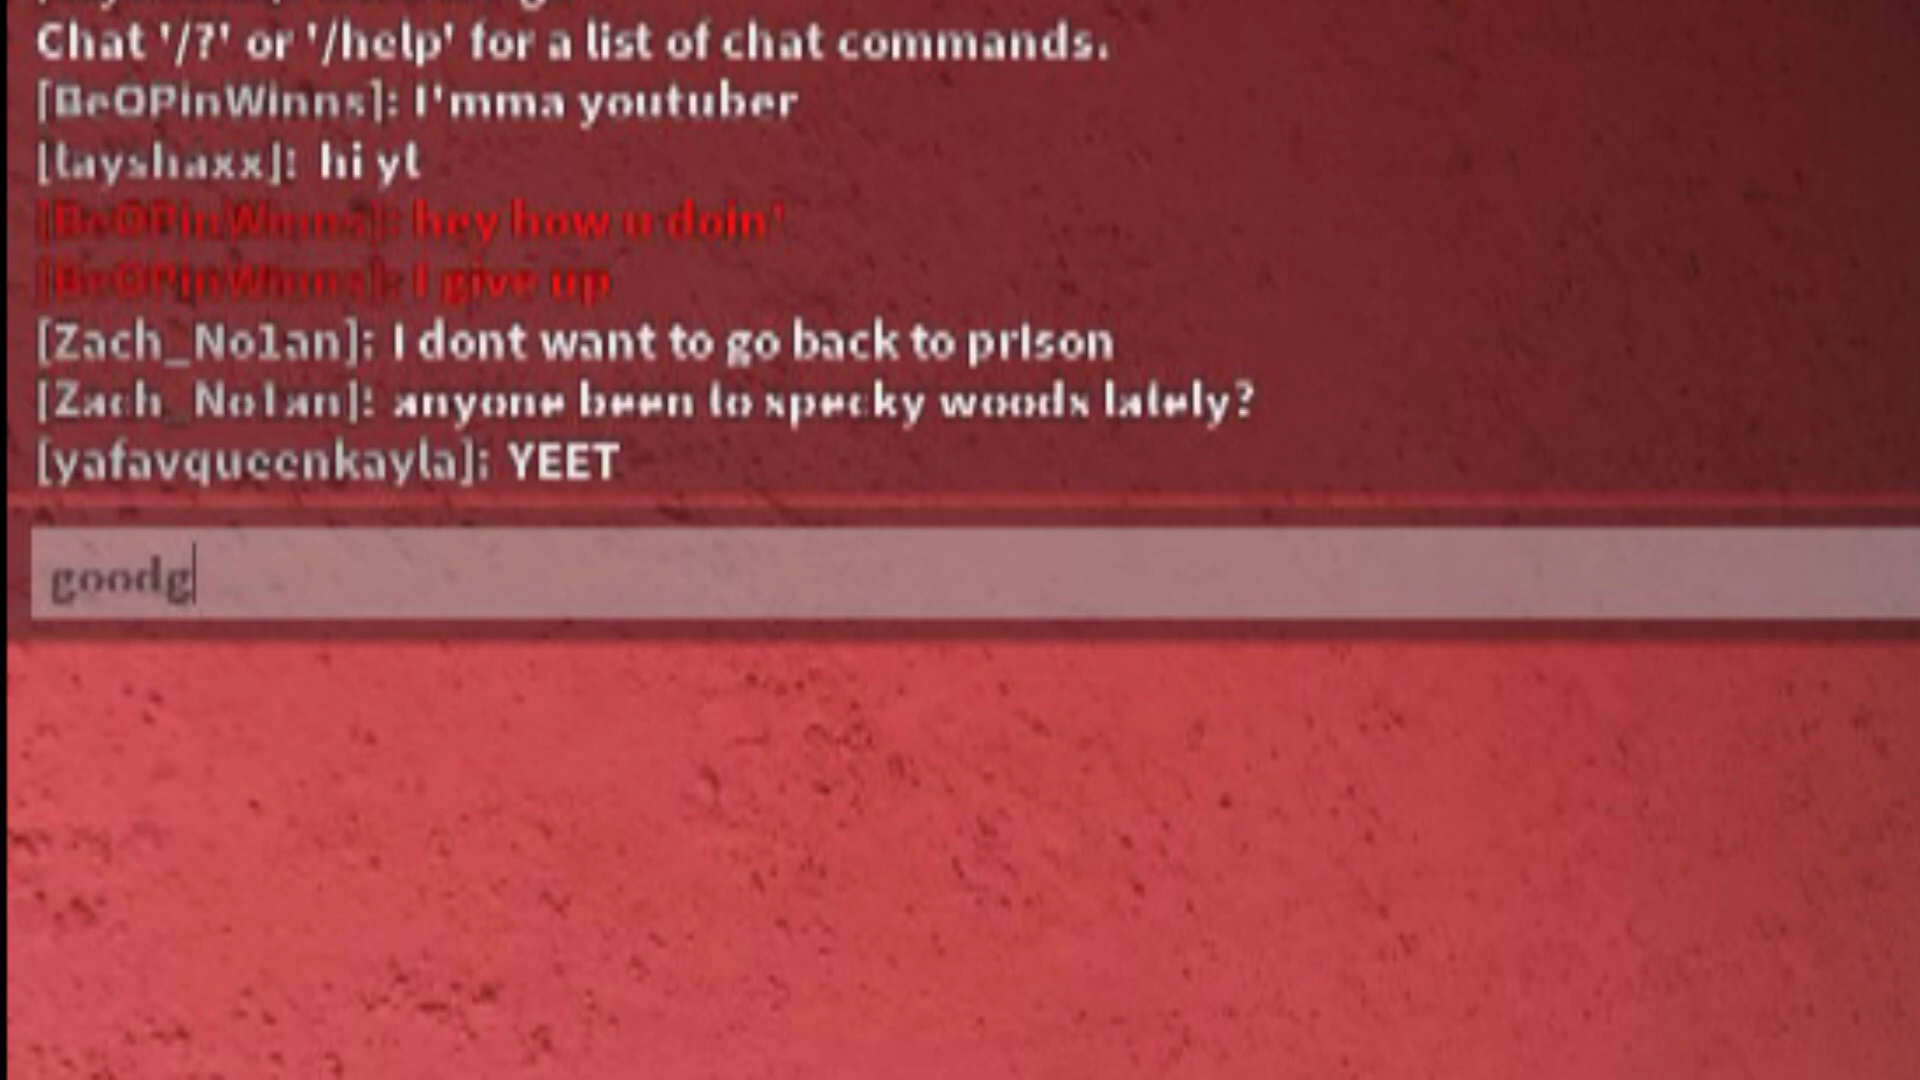 Chat '/?' or '/help' for a list of chat commands.
[BeOPinWinns]: I'mma youtuber
[tayshaxx]: hi yt
[BeOPinWinns]: hey how u doin'
[BeOPinWinns]: I give up
[Zach_No1an]: I dont want to go back to prison
[Zach_No1an]: anyone been to specky woods lately?
[yafavqueenkayla]: YEET
goodg